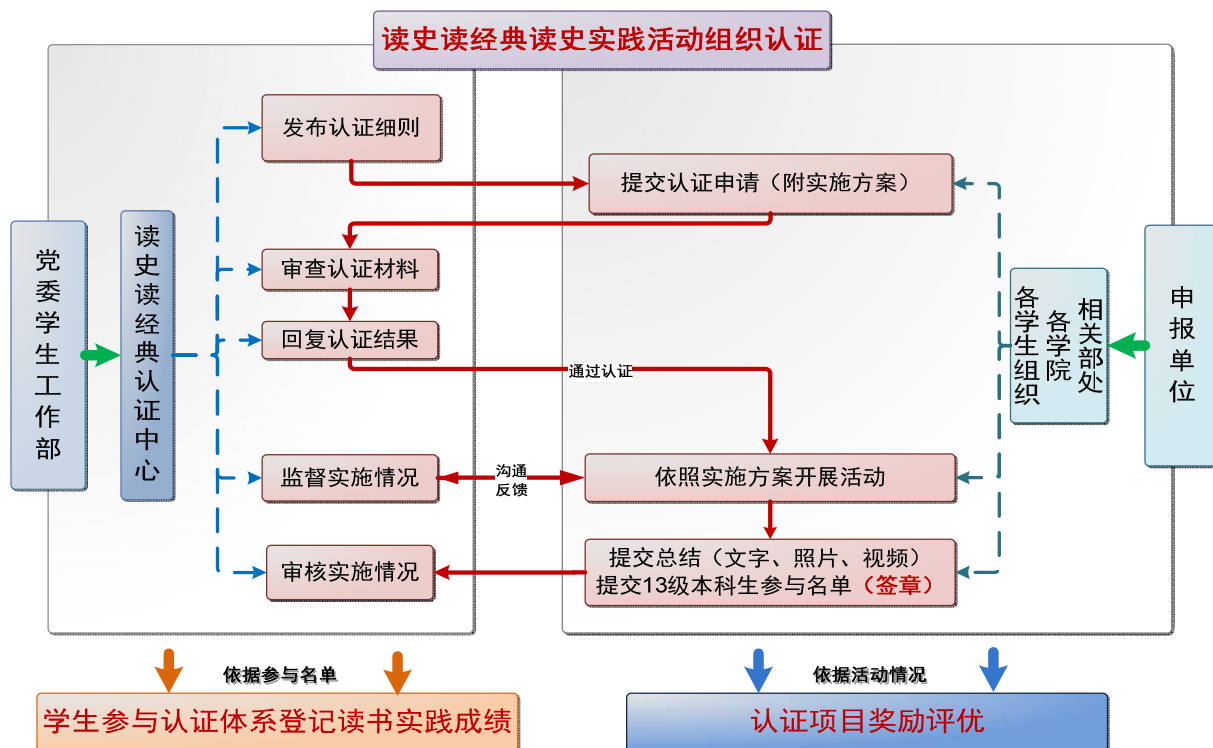 读史读经典读史实践活动组织认证
发布认证细则
提交认证申请（附实施方案）
党委学生工作部
读史读经典认证中心
审查认证材料
回复认证结果
通过认证
相关部处
各学院
各学生组织
申报单位
监督实施情况
沟通
反馈
依照实施方案开展活动
审核实施情况
提交总结（文字、照片、视频）
提交13级本科生参与名单（签章）
依据参与名单
依据活动情况
学生参与认证体系登记读书实践成绩
认证项目奖励评优